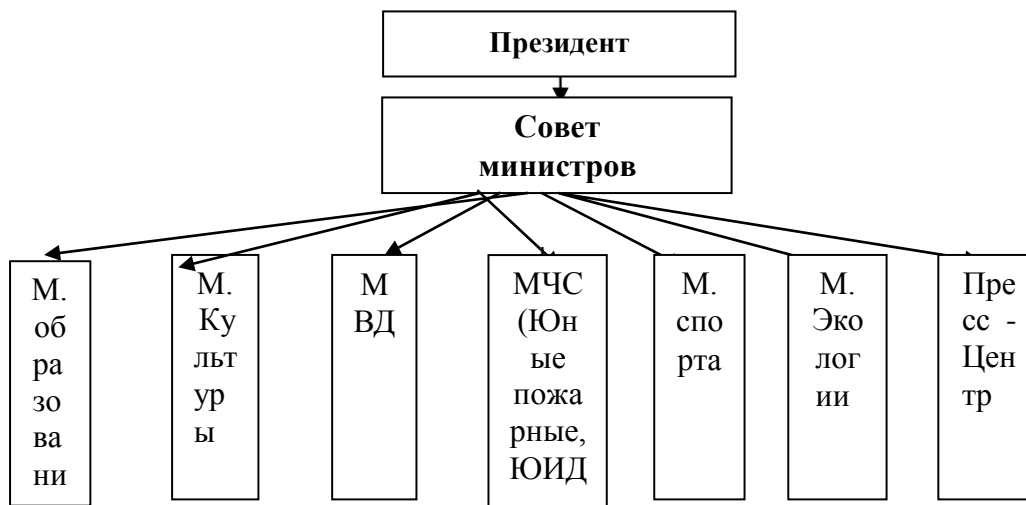 Президент
Совет
министров
М.
об
ра
зо
ва
ни
М.
Ку
льт
ур
ы
М
ВД
МЧС
(Юн
ые
пожа
рные,
ЮИД
М.
спо
рта
М.
Эко
лог
ии
Пре
сс -
Цен
тр